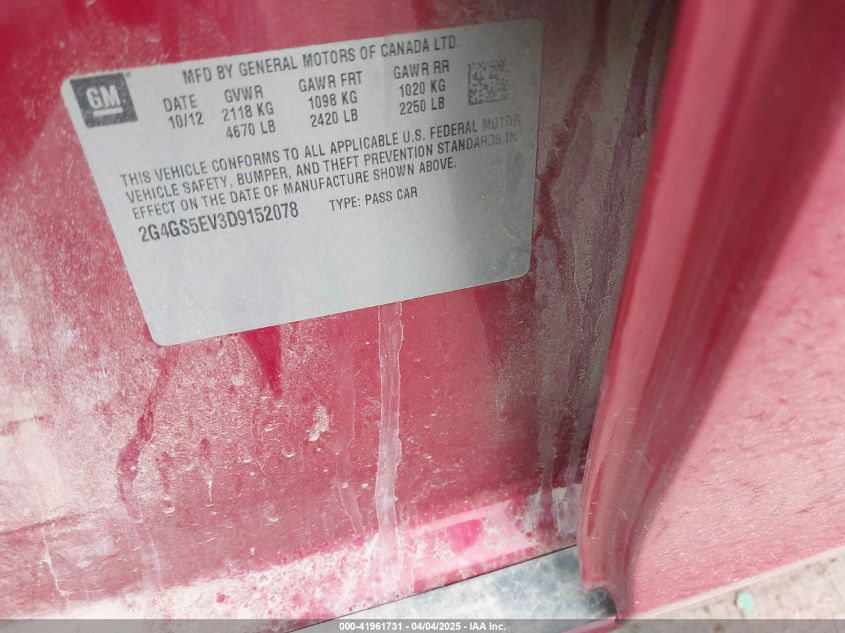 MFD BY GENERAL MOTORS OF CANADA LTD.
GM
DATE GVWR GAWR FRT GAWR RR
10/12 2118 KG 1098 KG 1020 KG
4670 LB 2420 LB 2250 LB
THIS VEHICLE CONFORMS TO ALL APPLICABLE U.S. FEDERAL MOTOR
VEHICLE SAFETY, BUMPER, AND THEFT PREVENTION STANDARDS IN
EFFECT ON THE DATE OF MANUFACTURE SHOWN ABOVE.
2G4GS5EV3D9152078 TYPE: PASS CAR
000-41961731 - 04/04/2025 - IAA Inc.